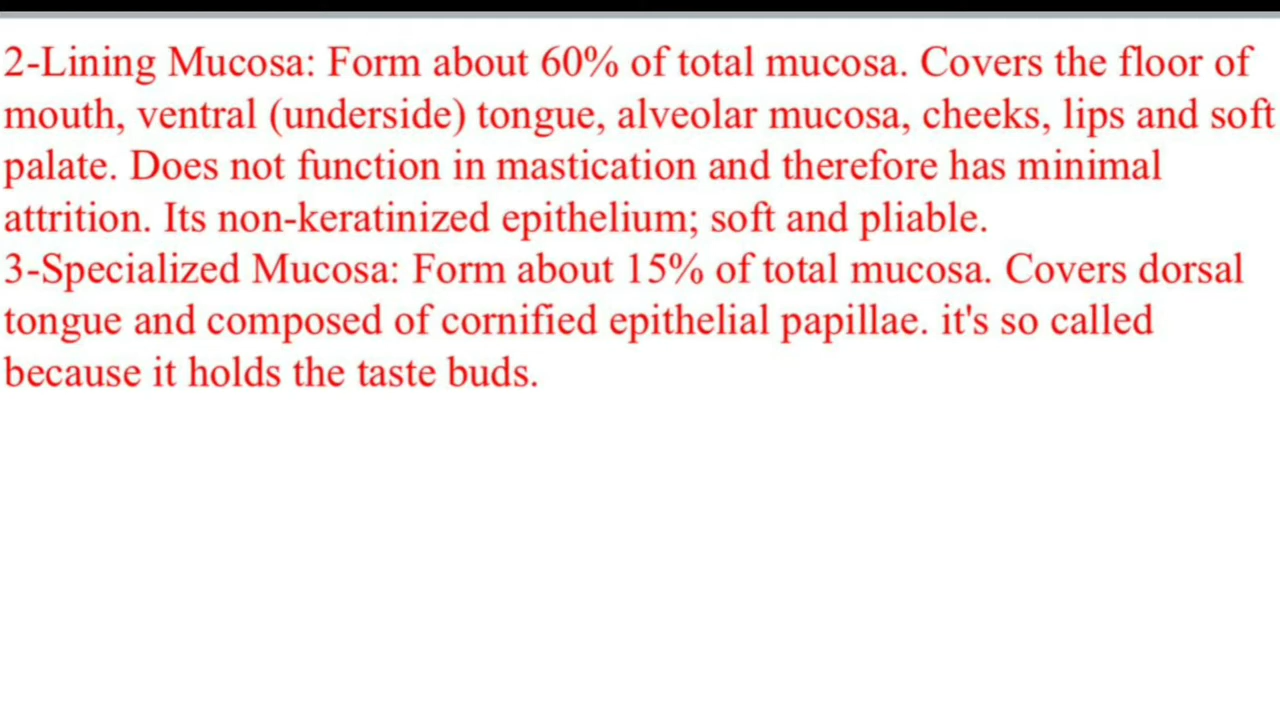 2-Lining Mucosa: Form about 60% of total mucosa. Covers the floor of
mouth, ventral (underside) tongue, alveolar mucosa, cheeks, lips and soft
palate. Does not function in mastication and therefore has minimal
attrition. Its non-keratinized epithelium; soft and pliable.
3-Specialized Mucosa: Form about 15% of total mucosa. Covers dorsal
tongue and composed of cornified epithelial papillae. it's so called
because it holds the taste buds.